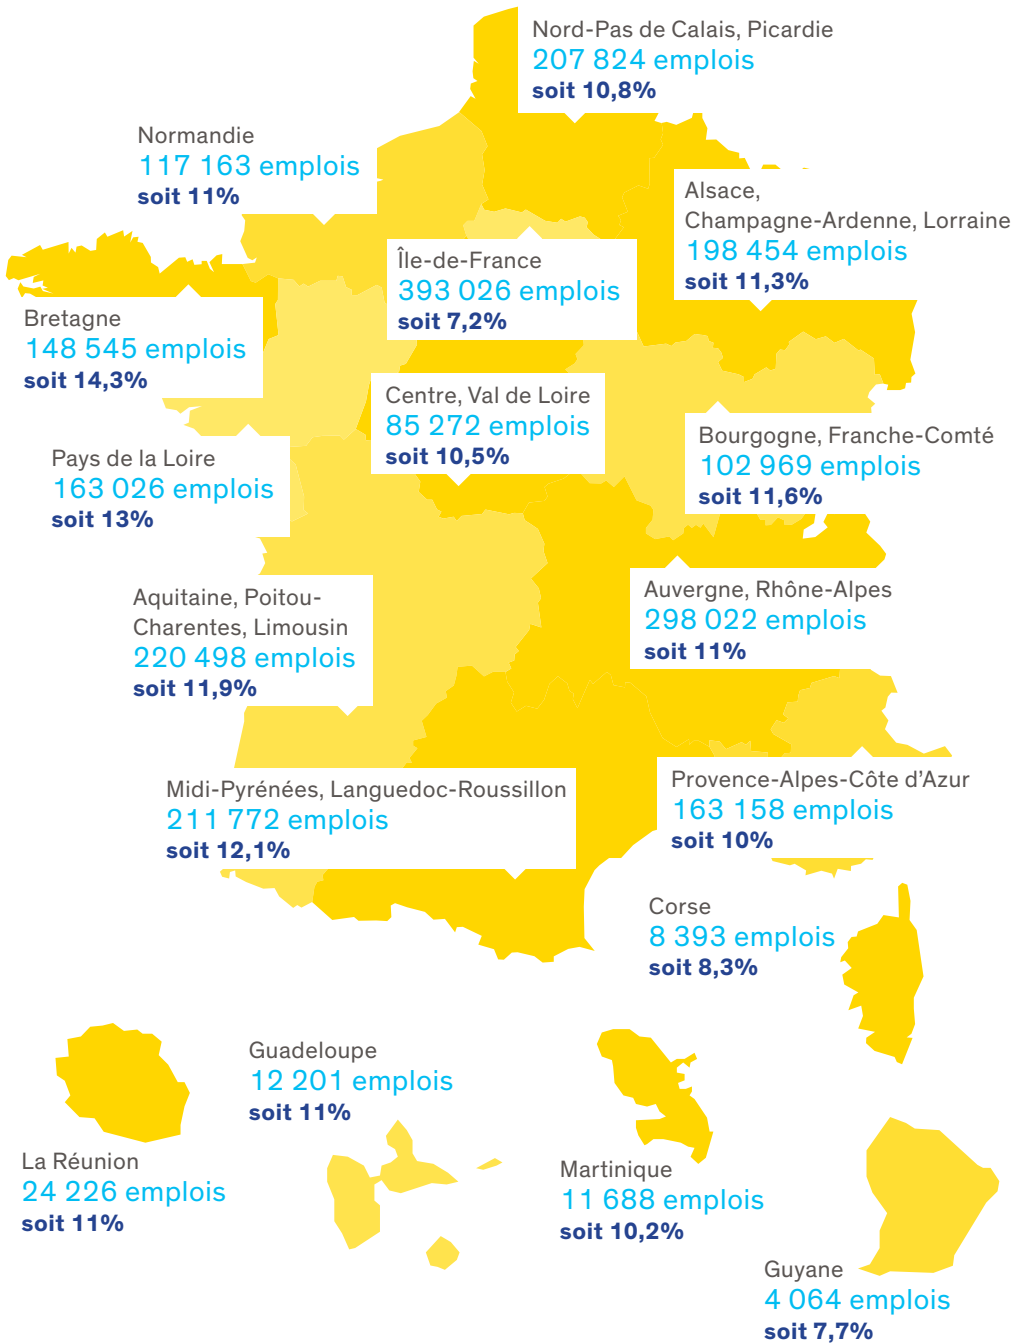 Nord-Pas de Calais, Picardie
207 824 emplois
soit 10,8%
Normandie
117 163 emplois
soit 11%
Alsace,
Champagne-Ardenne, Lorraine
198 454 emplois
soit 11,3%
Île-de-France
393 026 emplois
soit 7,2%
Bretagne
148 545 emplois
soit 14,3%
Centre, Val de Loire
85 272 emplois
soit 10,5%
Bourgogne, Franche-Comté
102 969 emplois
soit 11,6%
Pays de la Loire
163 026 emplois
soit 13%
Aquitaine, Poitou-
Charentes, Limousin
220 498 emplois
soit 11,9%
Auvergne, Rhône-Alpes
298 022 emplois
soit 11%
Midi-Pyrénées, Languedoc-Roussillon
211 772 emplois
soit 12,1%
Provence-Alpes-Côte d’Azur
163 158 emplois
soit 10%
Corse
8 393 emplois
soit 8,3%
Guadeloupe
12 201 emplois
soit 11%
La Réunion
24 226 emplois
soit 11%
Martinique
11 688 emplois
soit 10,2%
Guyane
4 064 emplois
soit 7,7%